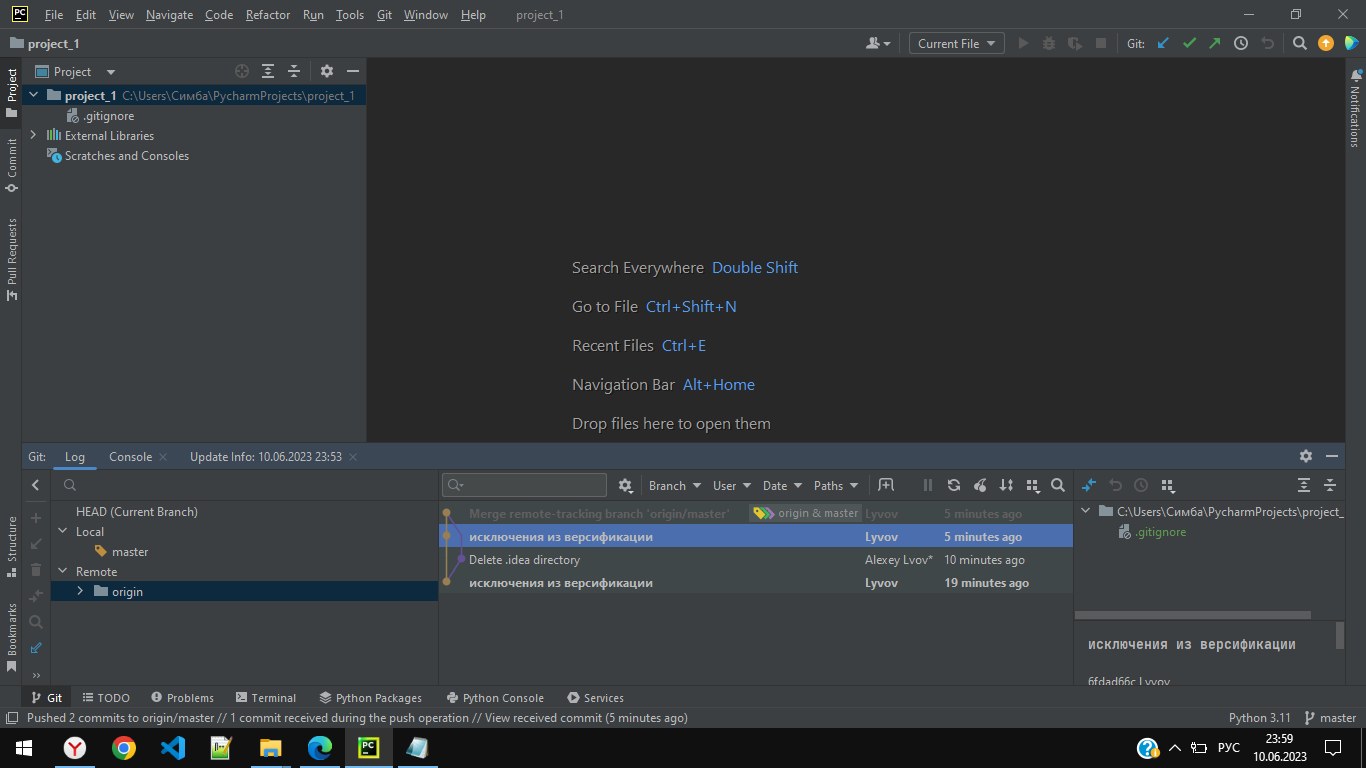 PC File Edit View Navigate Code Refactor Run Tools Git Window Help project_1
project_1 Current File Git:
Project
Project
project_1 C:\Users\Симба\PycharmProjects\project_1
.gitignore
External Libraries
Scratches and Consoles
Commit
Pull Requests
Notifications
Search Everywhere Double Shift
Go to File Ctrl+Shift+N
Recent Files Ctrl+E
Navigation Bar Alt+Home
Drop files here to open them
Git: Log Console Update Info: 10.06.2023 23:53
Branch User Date Paths
HEAD (Current Branch)
Local
master
Remote
origin
Merge remote-tracking branch 'origin/master' origin & master Lyvov 5 minutes ago
исключения из версификации Lyvov 5 minutes ago
Delete .idea directory Alexey Lvov* 10 minutes ago
исключения из версификации Lyvov 19 minutes ago
C:\Users\Симба\PycharmProjects\project_
.gitignore
исключения из версификации
6fdad66c Lyvov
Structure
Bookmarks
Git TODO Problems Terminal Python Packages Python Console Services
Pushed 2 commits to origin/master // 1 commit received during the push operation // View received commit (5 minutes ago) Python 3.11 master
PC РУС 23:59
10.06.2023